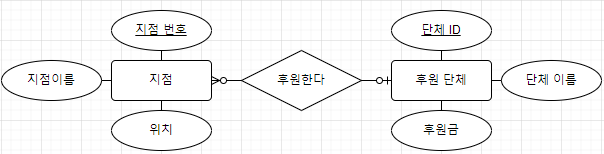 지점 번호
단체 ID
지점이름
지점
후원한다
후원 단체
단체 이름
위치
후원금